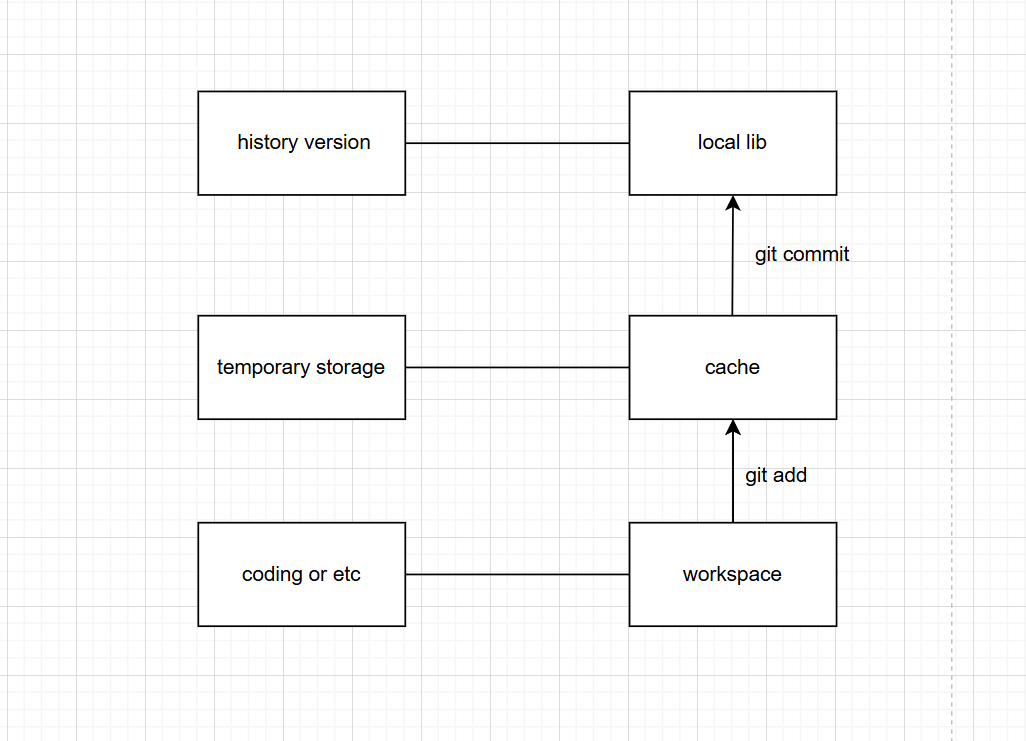 history version
local lib
git commit
temporary storage
cache
git add
coding or etc
workspace